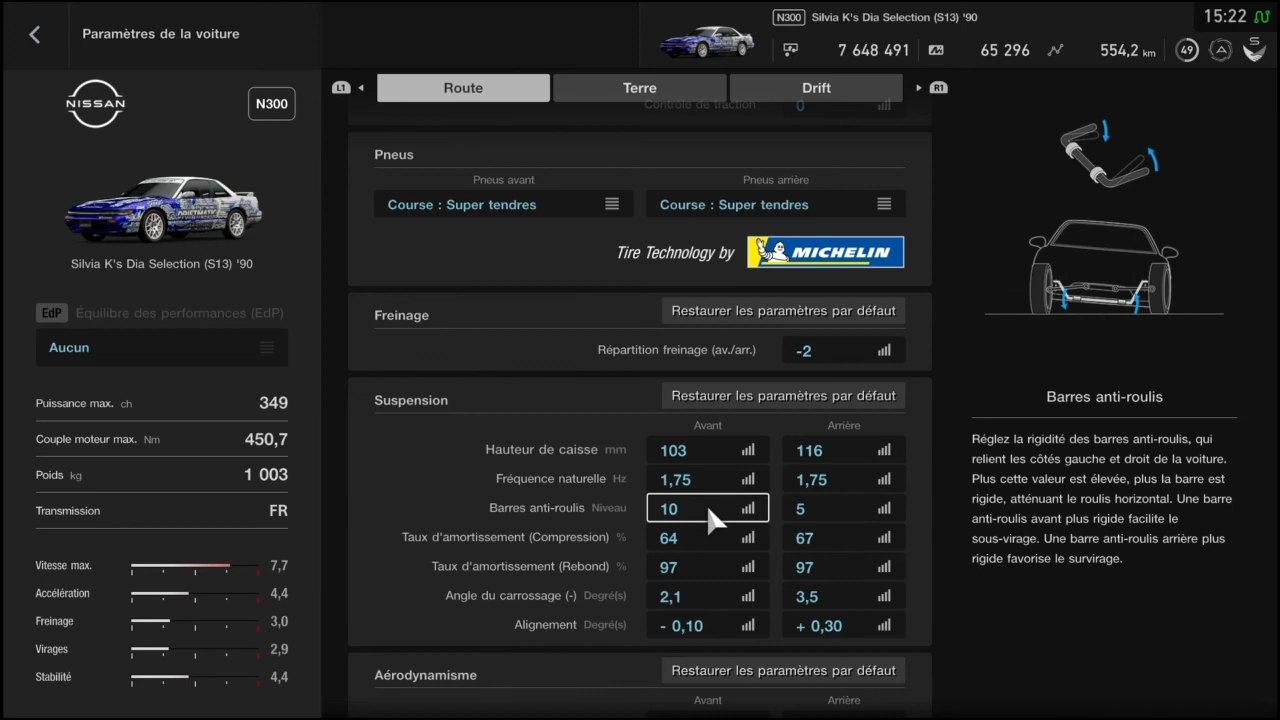 Paramètres de la voiture
N300 Silvia K's Dia Selection (S13) '90
15:22
7 648 491
65 296
554,2 km
49
NISSAN
N300
L1 Route Terre Drift R1
Contrôle de traction 0
Silvia K's Dia Selection (S13) '90
EdP Équilibre des performances (EdP)
Aucun
Puissance max. ch 349
Couple moteur max. Nm 450,7
Poids kg 1 003
Transmission FR
Vitesse max. 7,7
Accélération 4,4
Freinage 3,0
Virages 2,9
Stabilité 4,4
Pneus
Pneus avant Pneus arrière
Course : Super tendres Course : Super tendres
Tire Technology by MICHELIN
Freinage Restaurer les paramètres par défaut
Répartition freinage (av./arr.) -2
Suspension Restaurer les paramètres par défaut
Avant Arrière
Hauteur de caisse mm 103 116
Fréquence naturelle Hz 1,75 1,75
Barres anti-roulis Niveau 10 5
Taux d'amortissement (Compression) % 64 67
Taux d'amortissement (Rebond) % 97 97
Angle du carrossage (-) Degré(s) 2,1 3,5
Alignement Degré(s) - 0,10 + 0,30
Aérodynamisme Restaurer les paramètres par défaut
Avant Arrière
Barres anti-roulis
Réglez la rigidité des barres anti-roulis, qui
relient les côtés gauche et droit de la voiture.
Plus cette valeur est élevée, plus la barre est
rigide, atténuant le roulis horizontal. Une barre
anti-roulis avant plus rigide facilite le
sous-virage. Une barre anti-roulis arrière plus
rigide favorise le survirage.